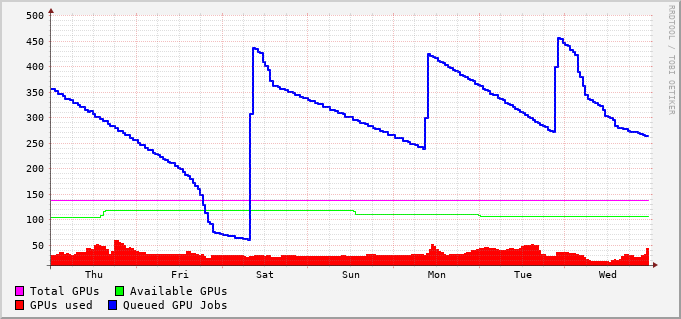 500
450
400
350
300
250
200
150
100
50
Thu Fri Sat Sun Mon Tue Wed
Total GPUs Available GPUs
GPUs used Queued GPU Jobs
RRDTOOL / TOBI OETIKER